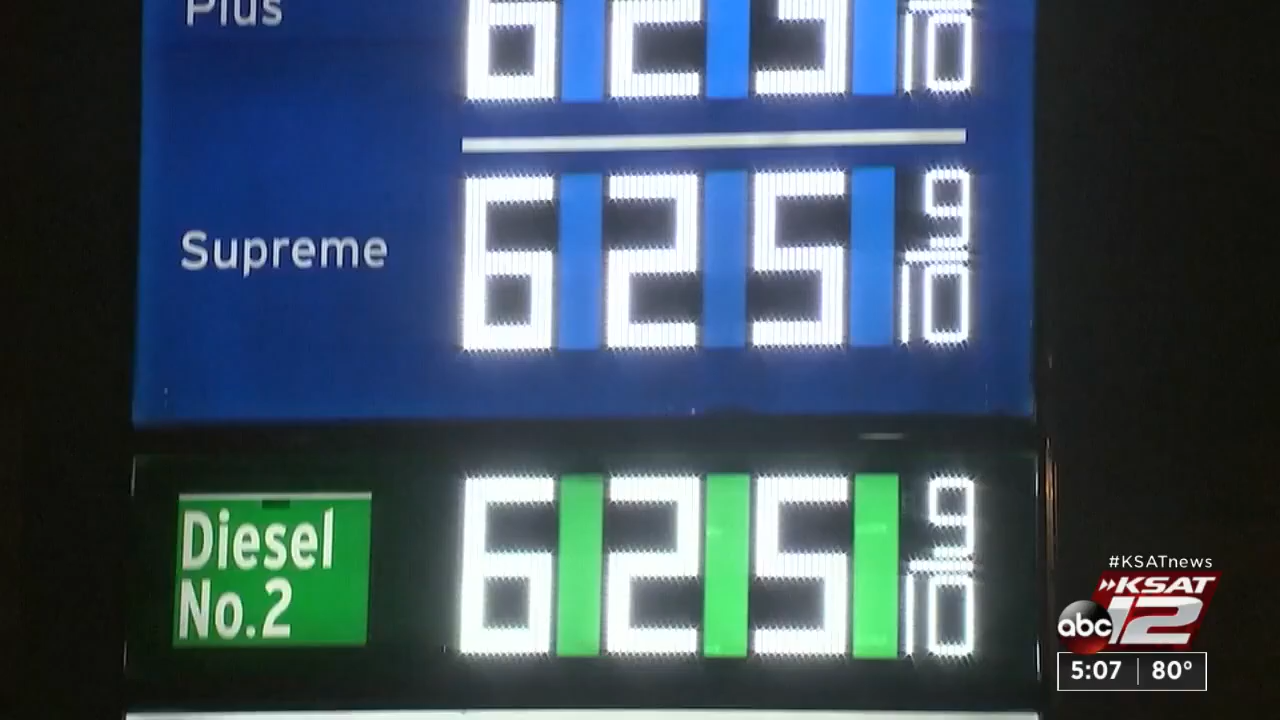 Plus 625 9/10
Supreme 625 9/10
Diesel
No.2 625 9/10
#KSATnews
»KSAT
abc 12
5:07 | 80°